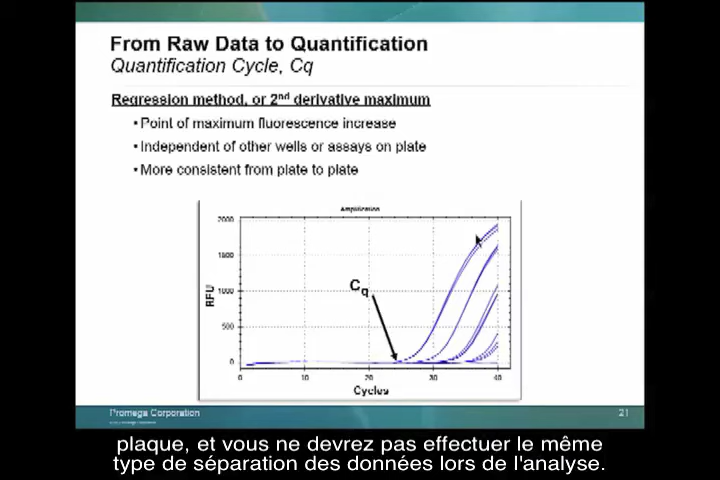 From Raw Data to Quantification
Quantification Cycle, Cq
Regression method, or 2nd derivative maximum
• Point of maximum fluorescence increase
• Independent of other wells or assays on plate
• More consistent from plate to plate
Amplification
2000
1500
1000
500
0
RFU
Cq
0 10 20 30 40
Cycles
Promega Corporation 21
plaque, et vous ne devrez pas effectuer le même
type de séparation des données lors de l'analyse.